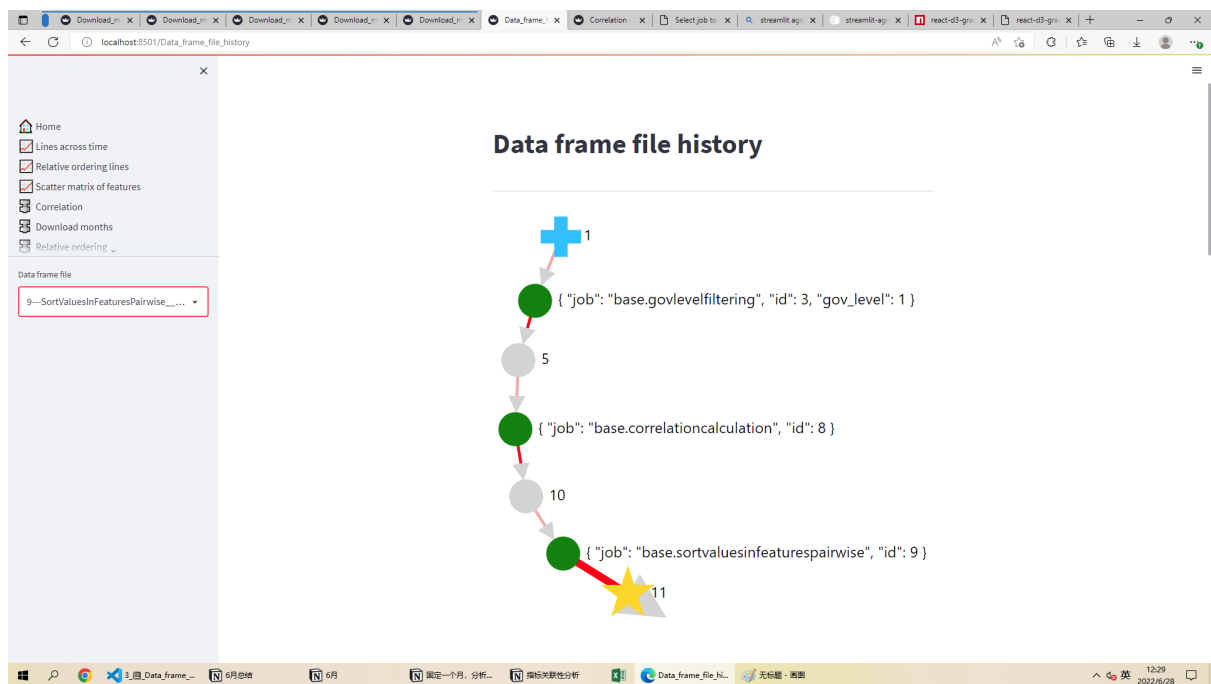 Download_m
Download_m
Download_m
Download_m
Download_m
Data_frame_f
Correlation ·
Select job to
streamlit agr
streamlit-agr
react-d3-gra
react-d3-gra
localhost:8501/Data_frame_file_history
Home
Lines across time
Relative ordering lines
Scatter matrix of features
Correlation
Download months
Relative ordering
Data frame file
9---SortValuesInFeaturesPairwise__...
Data frame file history
1
{ "job": "base.govlevelfiltering", "id": 3, "gov_level": 1 }
5
{ "job": "base.correlationcalculation", "id": 8 }
10
{ "job": "base.sortvaluesinfeaturespairwise", "id": 9 }
11
3_📇_Data_frame_...
6月总结
6月
固定一个月，分析...
指标关联性分析
Data_frame_file_hi...
无标题 - 画图
英
12:29
2022/6/28